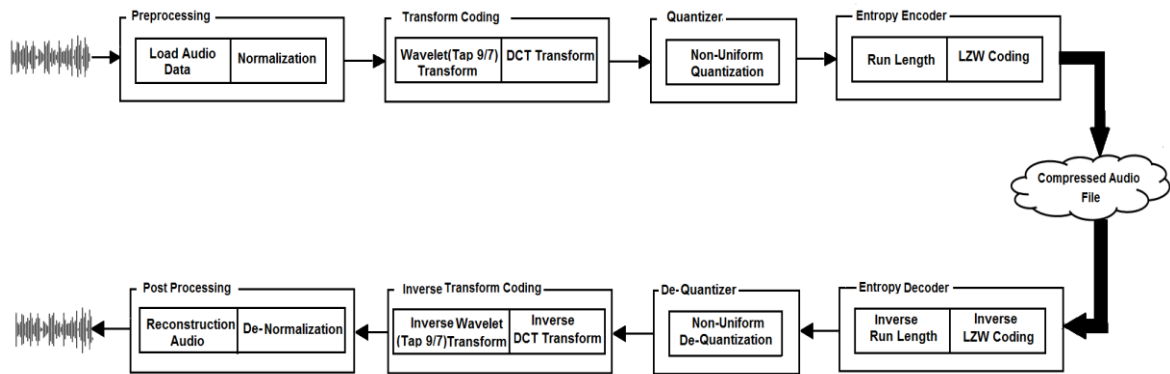 Preprocessing
Load Audio
Data
Normalization
Transform Coding
Wavelet(Tap 9/7)
Transform
DCT Transform
Quantizer
Non-Uniform
Quantization
Entropy Encoder
Run Length
LZW Coding
Compressed Audio
File
Post Processing
Reconstruction
Audio
De-Normalization
Inverse Transform Coding
Inverse Wavelet
(Tap 9/7)Transform
Inverse
DCT Transform
De-Quantizer
Non-Uniform
De-Quantization
Entropy Decoder
Inverse
Run Length
Inverse
LZW Coding